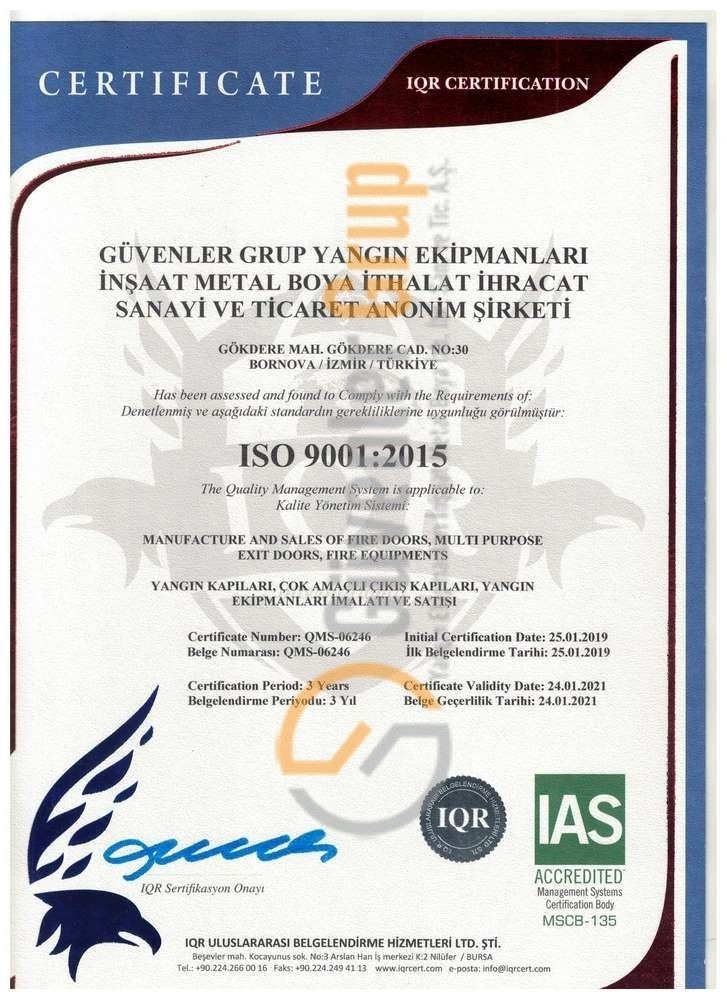 CERTIFICATE
IQR CERTIFICATION
GÜVENLER GRUP YANGIN EKİPMANLARI
İNŞAAT METAL BOYA İTHALAT İHRACAT
SANAYİ VE TİCARET ANONİM ŞİRKETİ
GÖKDERE MAH. GÖKDERE CAD. NO:30
BORNOVA / İZMİR / TÜRKİYE
Has been assessed and found to Comply with the Requirements of:
Denetlenmiş ve aşağıdaki standardın gerekliliklerine uygunluğu görülmüştür:
ISO 9001:2015
The Quality Management System is applicable to:
Kalite Yönetim Sistemi:
MANUFACTURE AND SALES OF FIRE DOORS, MULTI PURPOSE
EXIT DOORS, FIRE EQUIPMENTS
YANGIN KAPILARI, ÇOK AMAÇLI ÇIKIŞ KAPILARI, YANGIN
EKİPMANLARI İMALATI VE SATIŞI
Certificate Number: QMS-06246 Initial Certification Date: 25.01.2019
Belge Numarası: QMS-06246 İlk Belgelendirme Tarihi: 25.01.2019
Certification Period: 3 Years Certificate Validity Date: 24.01.2021
Belgelendirme Periyodu: 3 Yıl Belge Geçerlilik Tarihi: 24.01.2021
Güvenler Grup
Tic. A.Ş.
IQR
IAS
ACCREDITED
Management Systems
Certification Body
MSCB-135
IQR Sertifikasyon Onayı
IQR ULUSLARARASI BELGELENDİRME HİZMETLERİ LTD. ŞTİ.
Beşevler mah. Kocayunus sok. No:3 Arslan Han İş merkezi K:2 Nilüfer / BURSA
Tel.: +90.224.266 00 16 Faks: +90.224.249 41 13 www.iqrcert.com e-posta: info@iqrcert.com